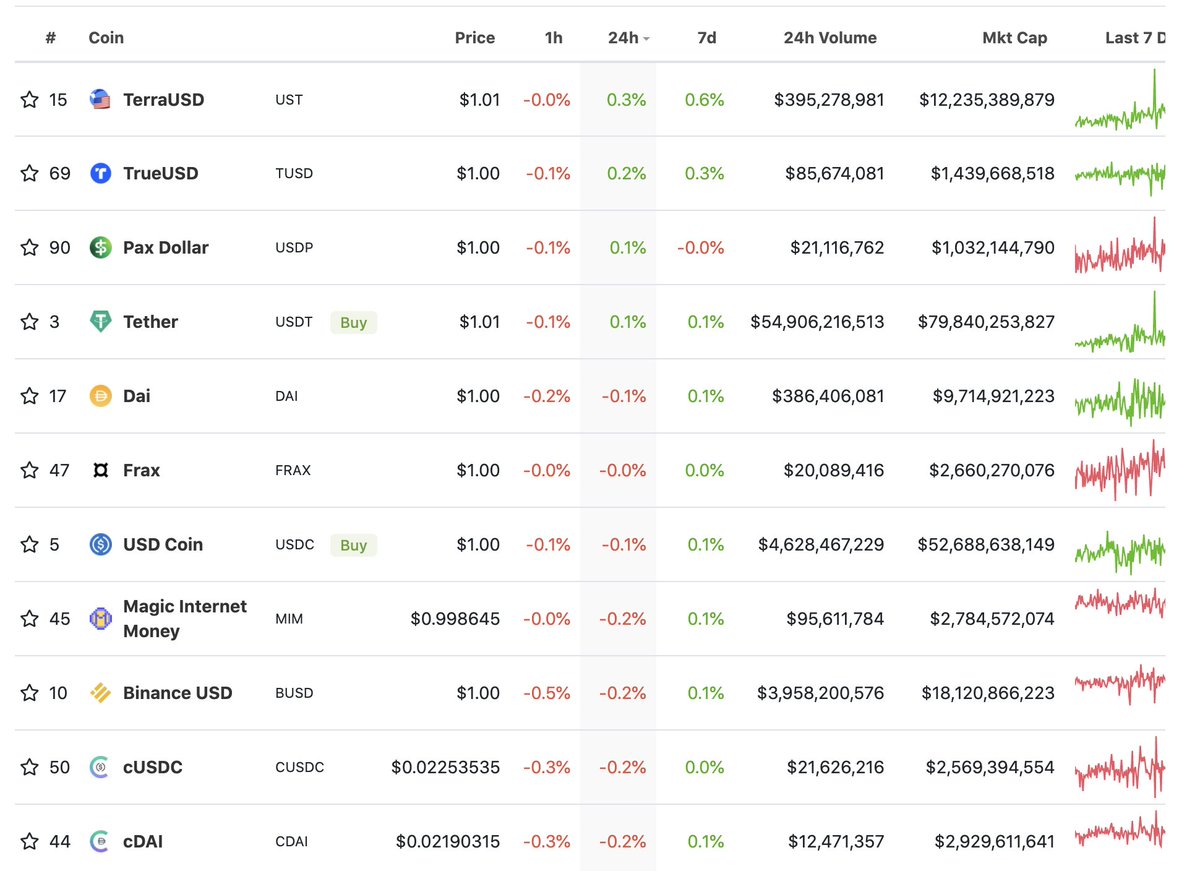 # Coin Price 1h 24h 7d 24h Volume Mkt Cap Last 7 D
15 TerraUSD UST $1.01 -0.0% 0.3% 0.6% $395,278,981 $12,235,389,879
69 TrueUSD TUSD $1.00 -0.1% 0.2% 0.3% $85,674,081 $1,439,668,518
90 Pax Dollar USDP $1.00 -0.1% 0.1% -0.0% $21,116,762 $1,032,144,790
3 Tether USDT Buy $1.01 -0.1% 0.1% 0.1% $54,906,216,513 $79,840,253,827
17 Dai DAI $1.00 -0.2% -0.1% 0.1% $386,406,081 $9,714,921,223
47 Frax FRAX $1.00 -0.0% -0.0% 0.0% $20,089,416 $2,660,270,076
5 USD Coin USDC Buy $1.00 -0.1% -0.1% 0.1% $4,628,467,229 $52,688,638,149
45 Magic Internet Money MIM $0.998645 -0.0% -0.2% 0.1% $95,611,784 $2,784,572,074
10 Binance USD BUSD $1.00 -0.5% -0.2% 0.1% $3,958,200,576 $18,120,866,223
50 cUSDC CUSDC $0.02253535 -0.3% -0.2% 0.0% $21,626,216 $2,569,394,554
44 cDAI CDAI $0.02190315 -0.3% -0.2% 0.1% $12,471,357 $2,929,611,641